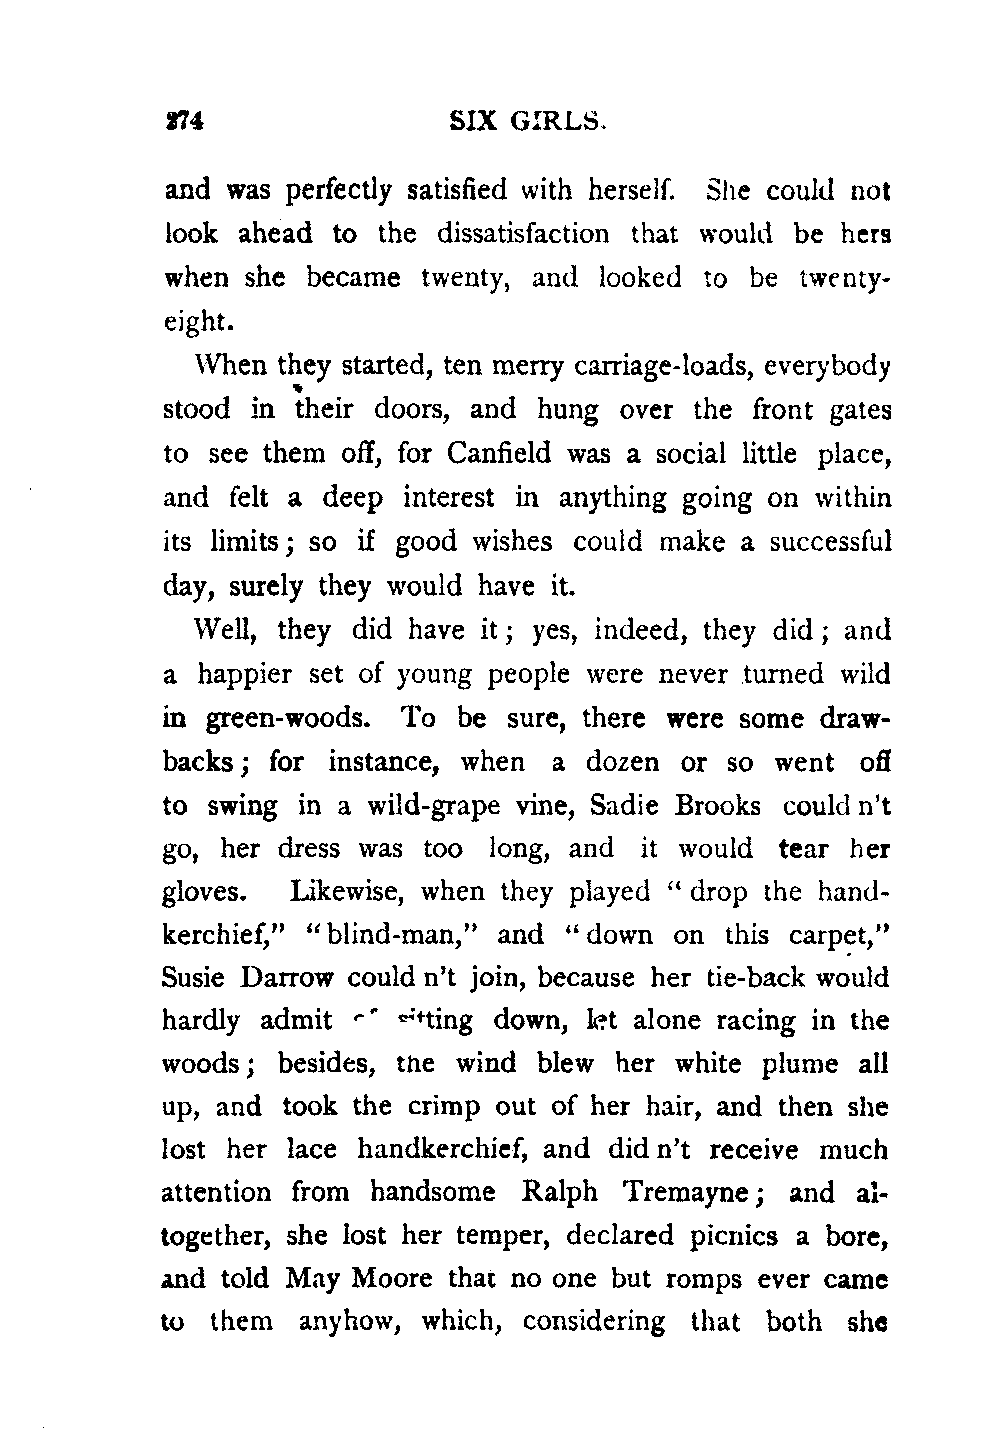 274 SIX GIRLS.
and was perfectly satisfied with herself. She could not
look ahead to the dissatisfaction that would be hers
when she became twenty, and looked to be twenty-
eight.
When they started, ten merry carriage-loads, everybody
stood in their doors, and hung over the front gates
to see them off, for Canfield was a social little place,
and felt a deep interest in anything going on within
its limits; so if good wishes could make a successful
day, surely they would have it.
Well, they did have it; yes, indeed, they did; and
a happier set of young people were never turned wild
in green-woods. To be sure, there were some draw-
backs; for instance, when a dozen or so went off
to swing in a wild-grape vine, Sadie Brooks could n't
go, her dress was too long, and it would tear her
gloves. Likewise, when they played "drop the hand-
kerchief," "blind-man," and "down on this carpet,"
Susie Darrow could n't join, because her tie-back would
hardly admit sitting down, let alone racing in the
woods; besides, the wind blew her white plume all
up, and took the crimp out of her hair, and then she
lost her lace handkerchief, and did n't receive much
attention from handsome Ralph Tremayne; and al-
together, she lost her temper, declared picnics a bore,
and told May Moore that no one but romps ever came
to them anyhow, which, considering that both she